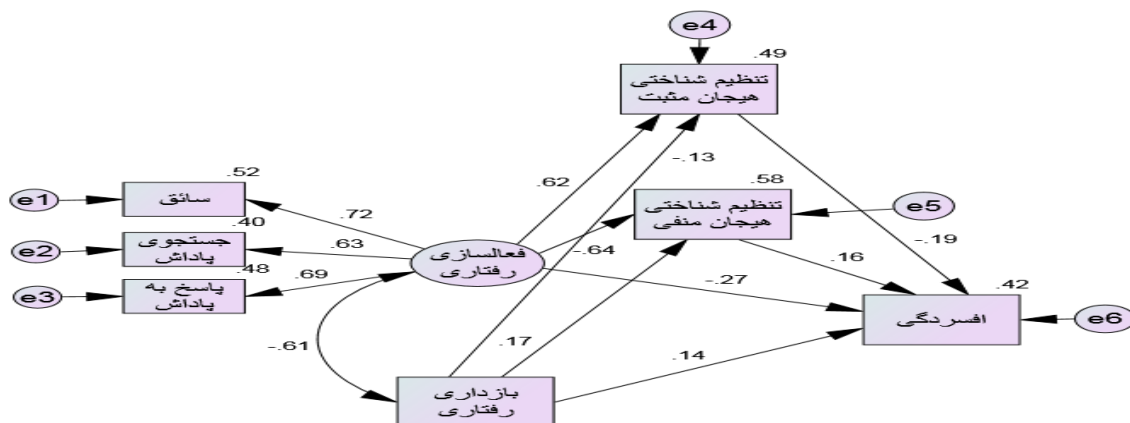 e4
.49
تنظیم شناختی
هیجان مثبت
-.13
.52
e1
سائق
.62
.58
تنظیم شناختی
هیجان منفی
e5
.72
.40
e2
جستجوی
پاداش
.63
فعالسازی
رفتاری
-.64
-.19
.48
.16
e3
پاسخ به
پاداش
.69
-.27
.42
افسردگی
e6
-.61
.17
.14
بازداری
رفتاری